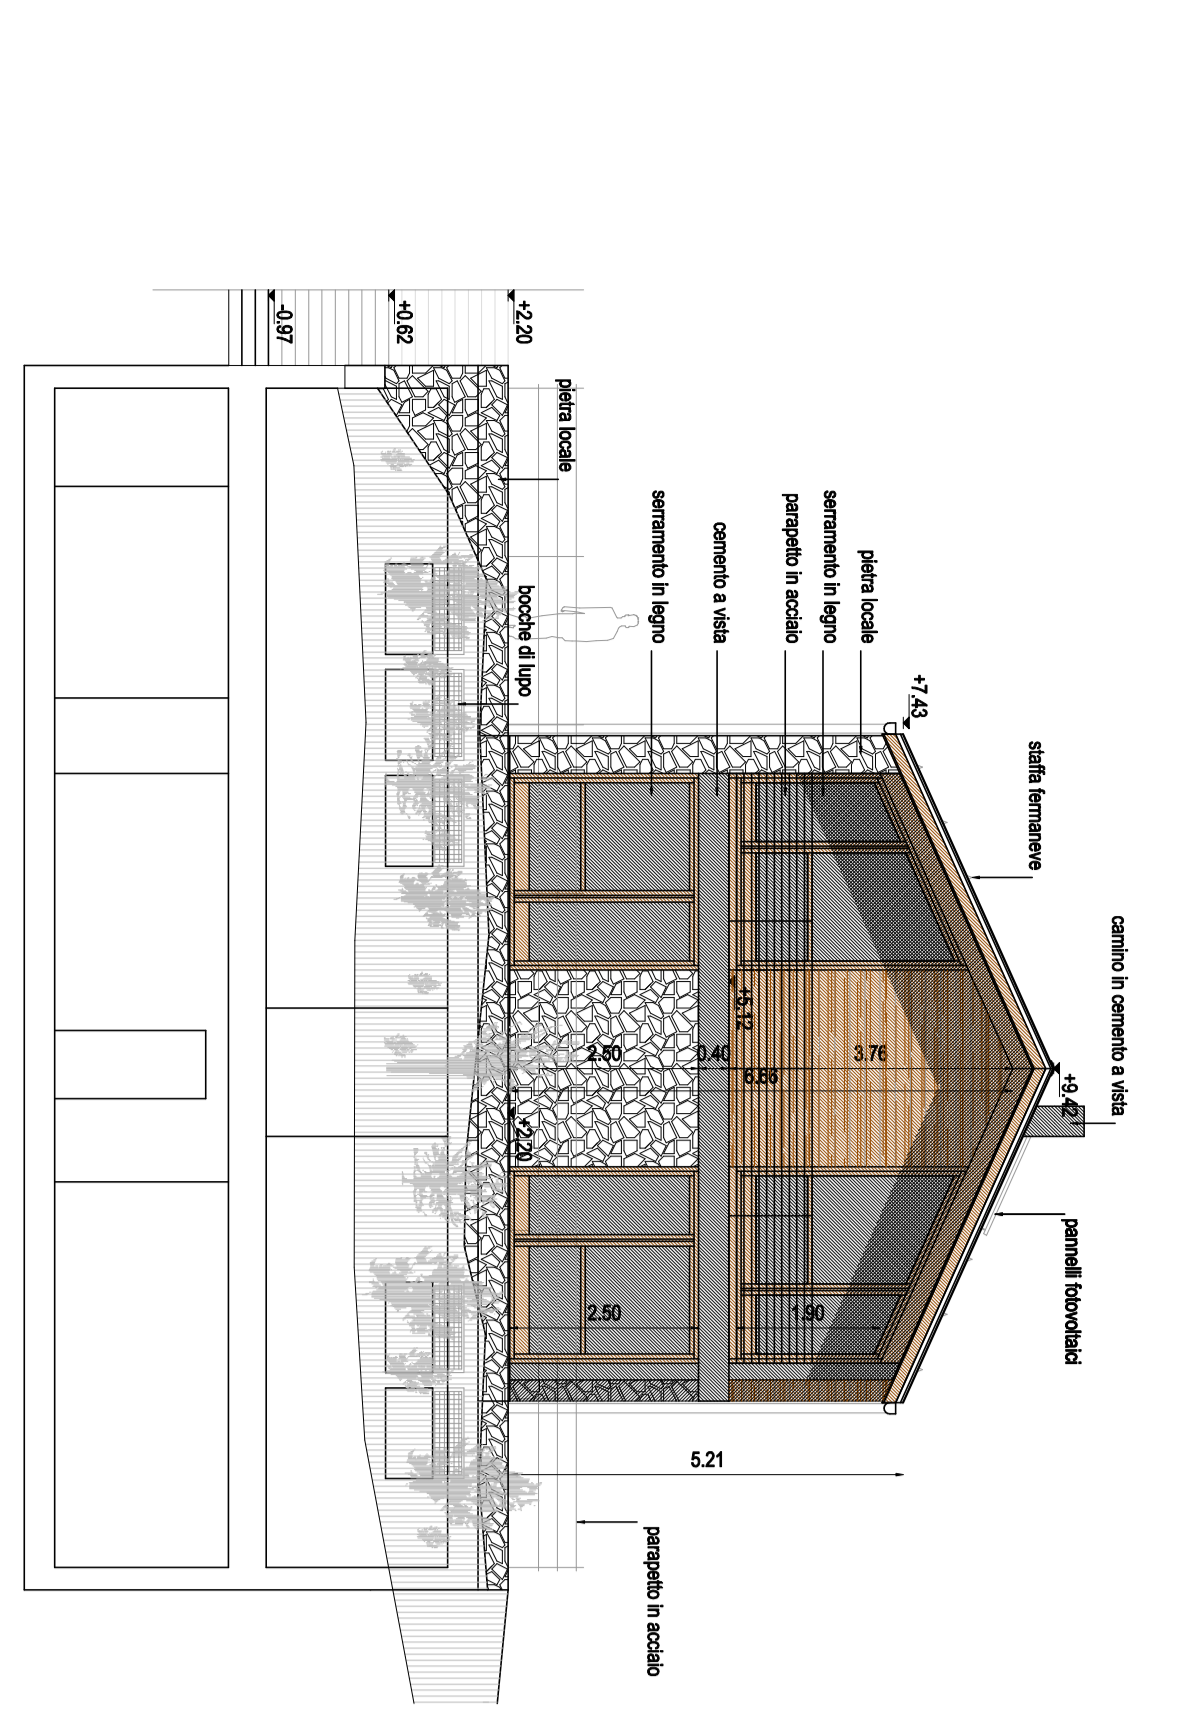 camino in cemento a vista
+9.42
staffa fermaneve
pannelli fotovoltaici
+7.43
pietra locale
serramento in legno
parapetto in acciaio
cemento a vista
serramento in legno
3.76
1.90
+5.12
6.66
0.40
5.21
2.50
2.50
parapetto in acciaio
pietra locale
bocche di lupo
+2.20
+2.20
+0.62
-0.97